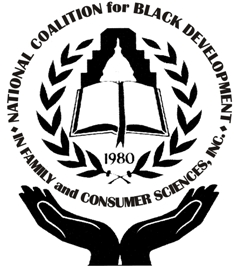 NATIONAL COALITION for BLACK DEVELOPMENT
IN FAMILY and CONSUMER SCIENCES, INC.
1980